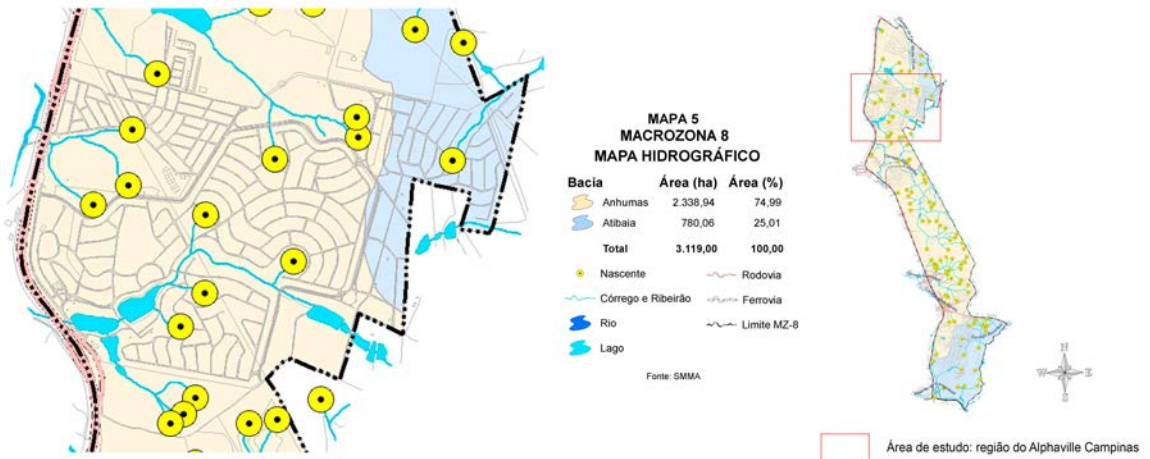 MAPA 5
MACROZONA 8
MAPA HIDROGRÁFICO
Bacia Área (ha) Área (%)
Anhumas 2.338,94 74,99
Atibaia 780,06 25,01
Total 3.119,00 100,00
Nascente Rodovia
Córrego e Ribeirão Ferrovia
Rio Limite MZ-8
Lago
Fonte: SMMA
N
W E
S
Área de estudo: região do Alphaville Campinas